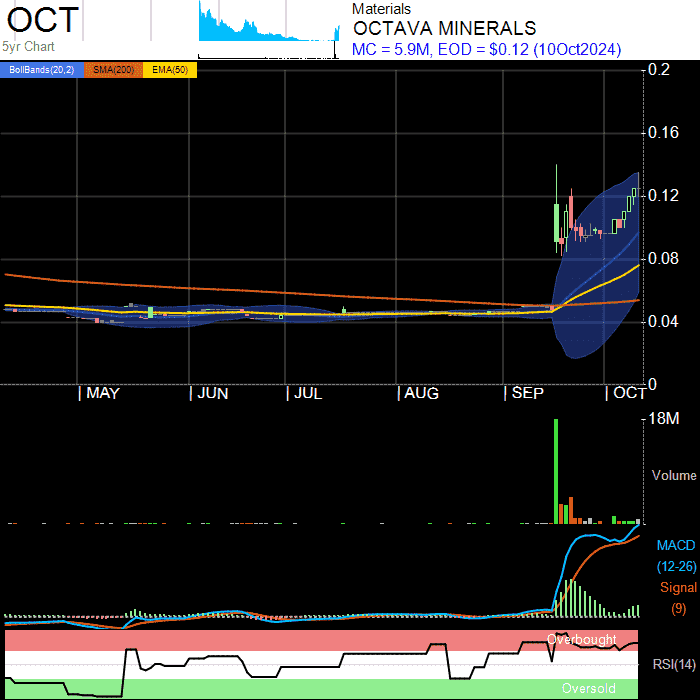 OCT
Materials
OCTAVA MINERALS
5yr Chart
MC = 5.9M, EOD = $0.12 (10Oct2024)
BollBands(20,2) SMA(200) EMA(50)
0.2
0.16
0.12
0.08
0.04
0
| MAY | JUN | JUL | AUG | SEP | OCT
18M
Volume
MACD
(12-26)
Signal
(9)
Overbought
RSI(14)
Oversold